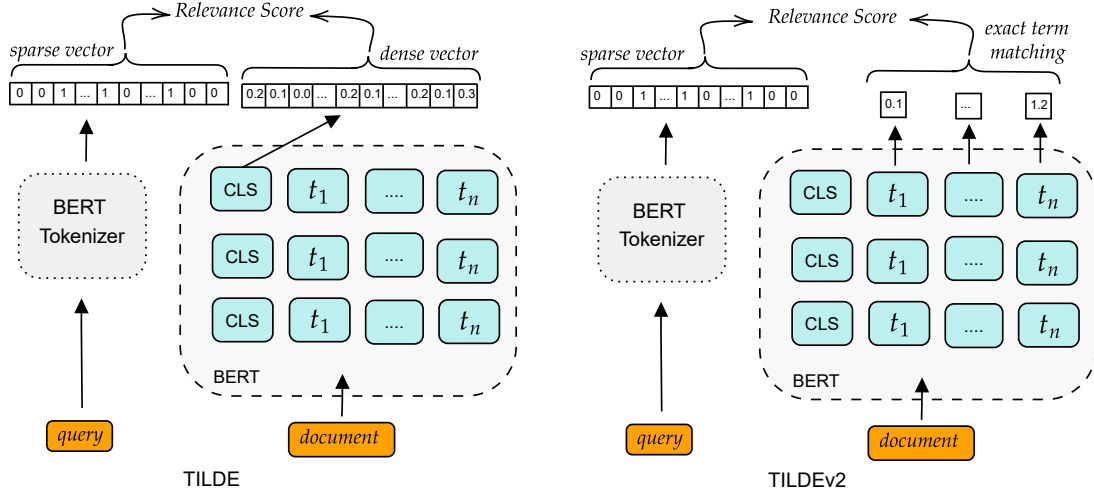 Relevance Score
sparse vector
dense vector
0 0 1 ... 1 0 ... 1 0 0
0.2 0.1 0.0 ... 0.2 0.1 ... 0.2 0.1 0.3
BERT
Tokenizer
CLS t1 .... tn
CLS t1 .... tn
CLS t1 .... tn
BERT
query
document
TILDE
Relevance Score
sparse vector
exact term
matching
0 0 1 ... 1 0 ... 1 0 0
0.1 ... 1.2
BERT
Tokenizer
CLS t1 .... tn
CLS t1 .... tn
CLS t1 .... tn
BERT
query
document
TILDEv2